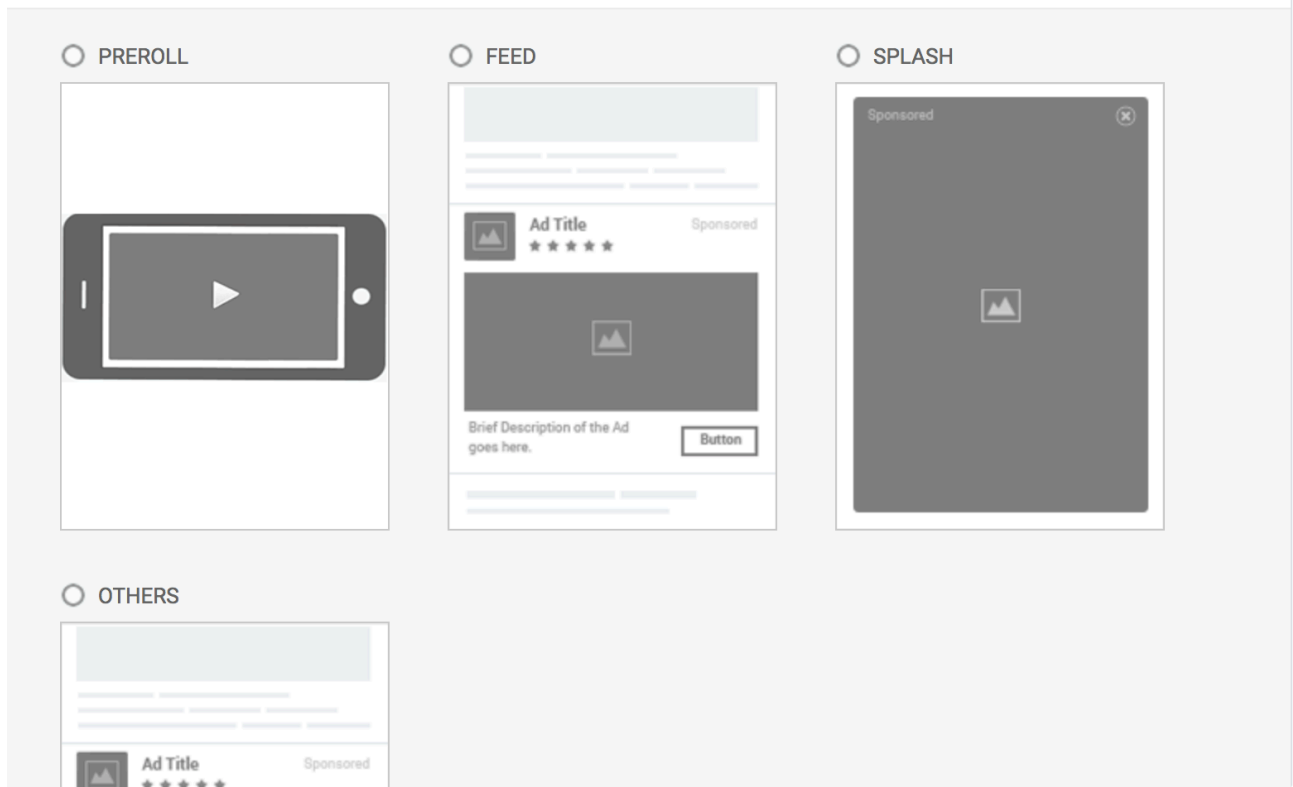 PREROLL
FEED
SPLASH
Ad Title
Sponsored
Brief Description of the Ad
goes here.
Button
Sponsored
OTHERS
Ad Title
Sponsored